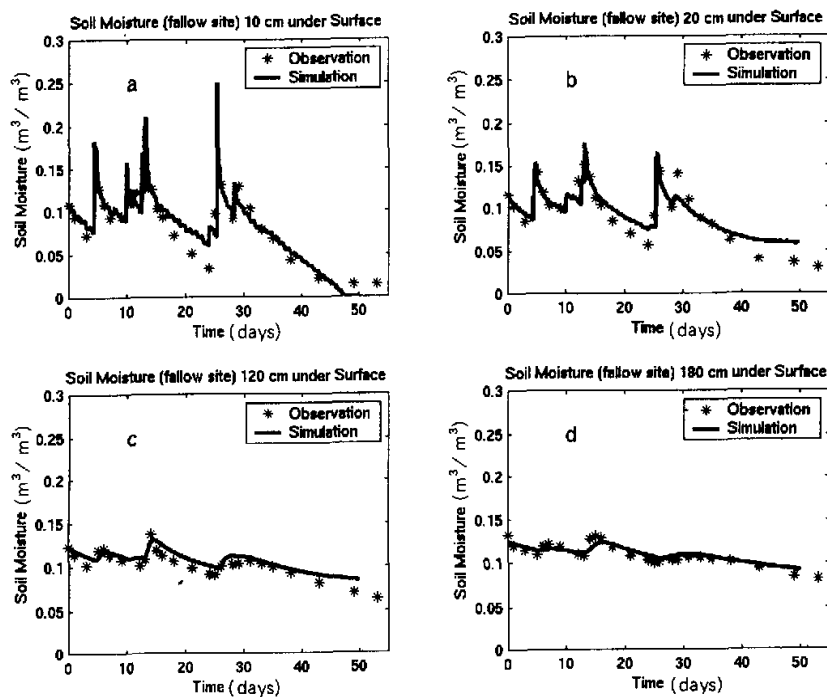 Soil Moisture (fallow site) 10 cm under Surface
Soil Moisture (m³/ m³)
0.3
0.25
0.2
0.15
0.1
0.05
0
a
Observation
Simulation
0 10 20 30 40 50
Time (days)
Soil Moisture (fallow site) 20 cm under Surface
Soil Moisture (m³/ m³)
0.3
0.25
0.2
0.15
0.1
0.05
0
b
Observation
Simulation
0 10 20 30 40 50
Time (days)
Soil Moisture (fallow site) 120 cm under Surface
Soil Moisture (m³/ m³)
0.3
0.25
0.2
0.15
0.1
0.05
0
c
Observation
Simulation
0 10 20 30 40 50
Time (days)
Soil Moisture (fallow site) 180 cm under Surface
Soil Moisture (m³/ m³)
0.3
0.25
0.2
0.15
0.1
0.05
0
d
Observation
Simulation
0 10 20 30 40 50
Time (days)